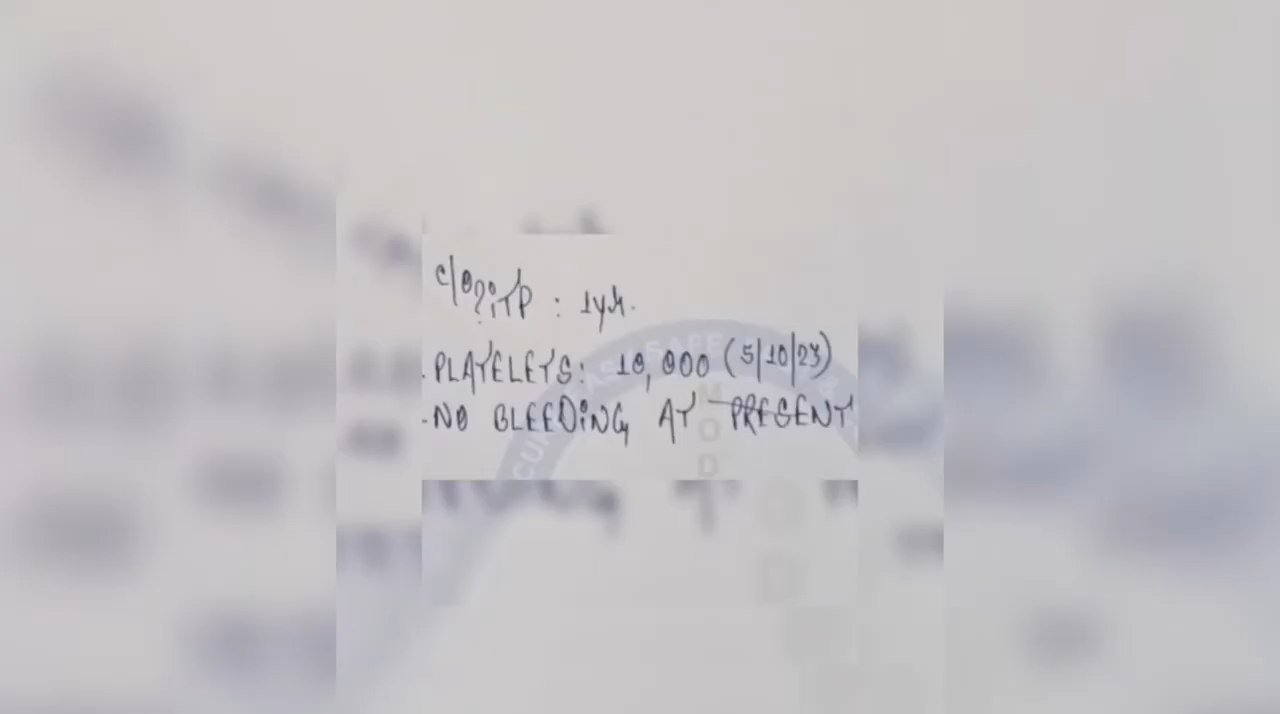 C/O ? ITP : 1yr.
. PLATELETS: 10,000 (5/10/23)
. NO BLEEDING AT PRESENT